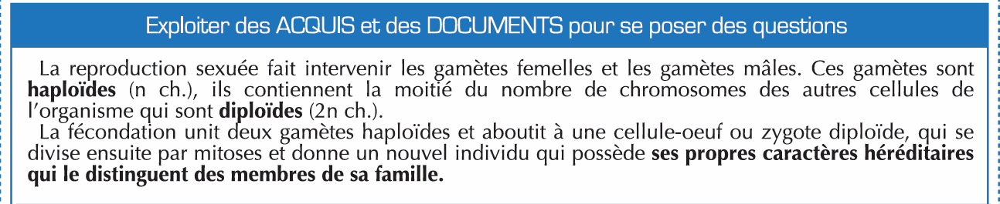 Exploiter des ACQUIS et des DOCUMENTS pour se poser des questions
La reproduction sexuée fait intervenir les gamètes femelles et les gamètes mâles. Ces gamètes sont
haploïdes (n ch.), ils contiennent la moitié du nombre de chromosomes des autres cellules de
l'organisme qui sont diploïdes (2n ch.).
La fécondation unit deux gamètes haploïdes et aboutit à une cellule-oeuf ou zygote diploïde, qui se
divise ensuite par mitoses et donne un nouvel individu qui possède ses propres caractères héréditaires
qui le distinguent des membres de sa famille.